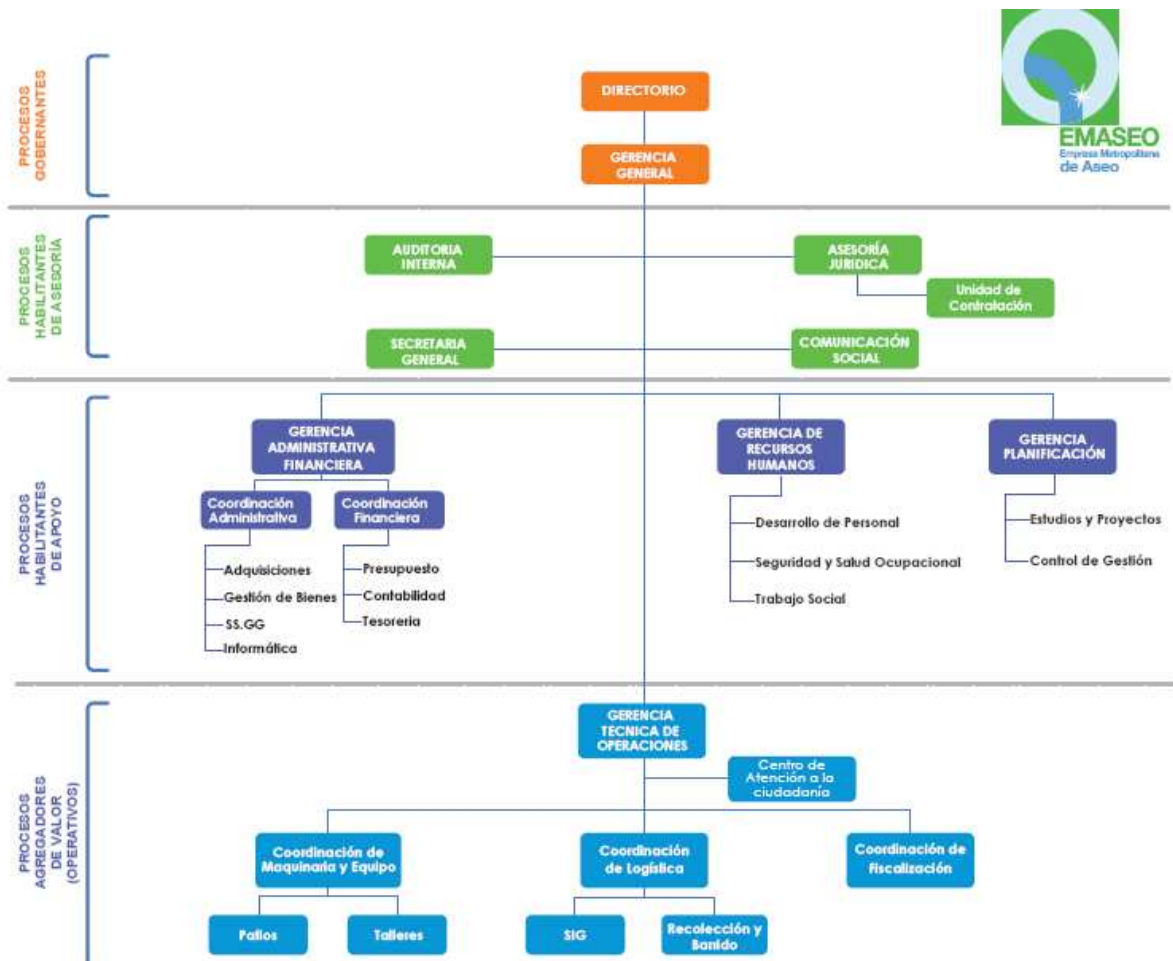 EMASEO
Empresa Metropolitana
de Aseo
PROCESOS
GOBERNANTES
DIRECTORIO
GERENCIA
GENERAL
PROCESOS
HABILITANTES
DE ASESORÍA
AUDITORIA
INTERNA
ASESORÍA
JURIDICA
Unidad de
Contratación
SECRETARIA
GENERAL
COMUNICACIÓN
SOCIAL
PROCESOS
HABILITANTES
DE APOYO
GERENCIA
ADMINISTRATIVA
FINANCIERA
GERENCIA DE
RECURSOS
HUMANOS
GERENCIA
PLANIFICACIÓN
Coordinación
Administrativa
Coordinación
Financiera
Adquisiciones
Gestión de Bienes
SS.GG
Informática
Presupuesto
Contabilidad
Tesoreria
Desarrollo de Personal
Seguridad y Salud Ocupacional
Trabajo Social
Estudios y Proyectos
Control de Gestión
PROCESOS
AGREGADORES
DE VALOR
(OPERATIVOS)
GERENCIA
TECNICA DE
OPERACIONES
Centro de
Atención a la
ciudadanía
Coordinación de
Maquinaria y Equipo
Coordinación
de Logística
Coordinación de
Fiscalización
Patios
Talleres
SIG
Recolección y
Barrido